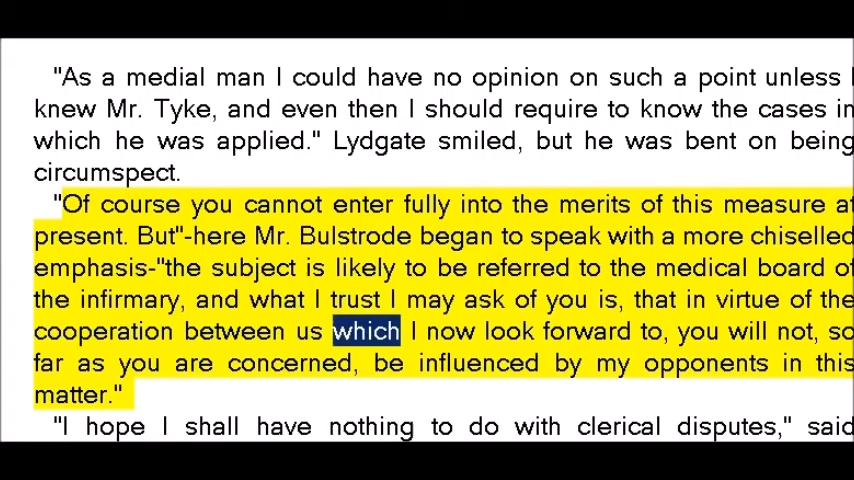 "As a medial man I could have no opinion on such a point unless I
knew Mr. Tyke, and even then I should require to know the cases in
which he was applied." Lydgate smiled, but he was bent on being
circumspect.
"Of course you cannot enter fully into the merits of this measure at
present. But"-here Mr. Bulstrode began to speak with a more chiselled
emphasis-"the subject is likely to be referred to the medical board of
the infirmary, and what I trust I may ask of you is, that in virtue of the
cooperation between us which I now look forward to, you will not, so
far as you are concerned, be influenced by my opponents in this
matter."
"I hope I shall have nothing to do with clerical disputes," said